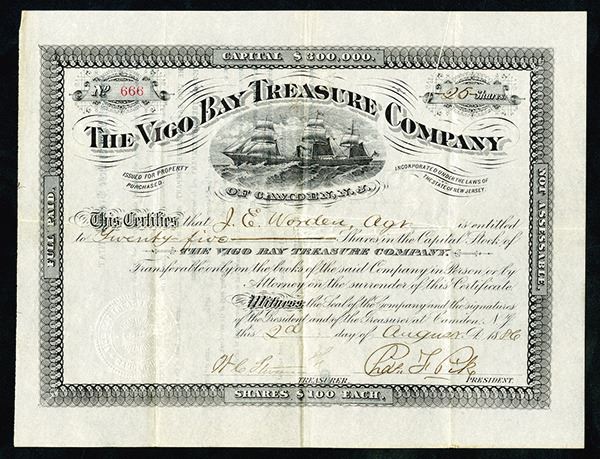 CAPITAL $300,000.
No 666
25 Shares
THE VIGO BAY TREASURE COMPANY
ISSUED FOR PROPERTY
PURCHASED.
INCORPORATED UNDER THE LAWS OF
THE STATE OF NEW JERSEY.
OF CAMDEN, N.J.
FULL PAID.
NOT ASSESSABLE.
This Certifies that J. E. Worden, Agt is entitled
to Twenty five Shares in the Capital Stock of
THE VIGO BAY TREASURE COMPANY.
Transferable only on the books of the said Company in Person or by
Attorney on the surrender of this Certificate.
Witness, the Seal of the Company and the signatures
of the President and of the Treasurer, at Camden, N.J.
this 2d day of August A.D. 1886
TREASURER
PRESIDENT.
SHARES $100 EACH.